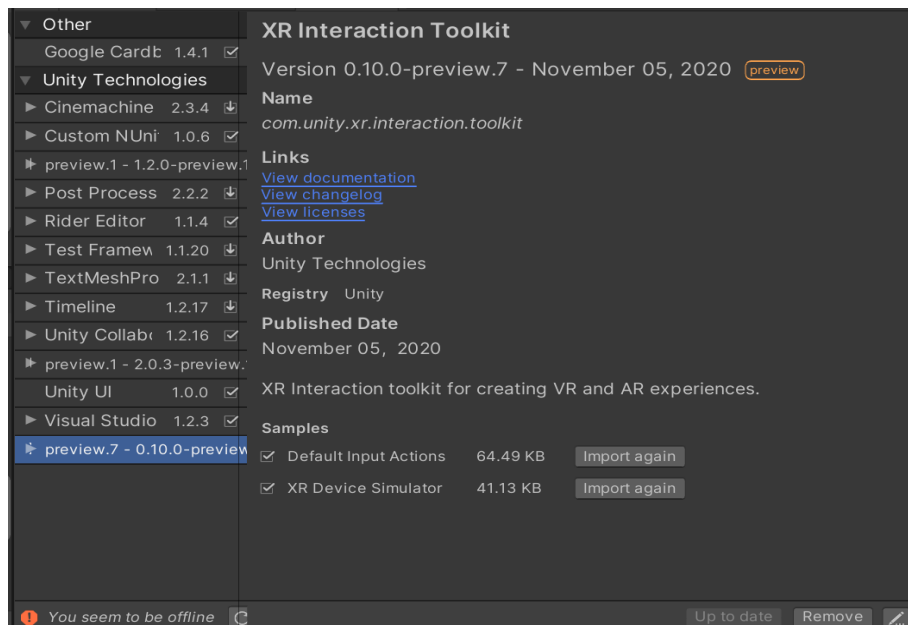 Other
Google Cardb 1.4.1
Unity Technologies
Cinemachine 2.3.4
Custom NUni 1.0.6
preview.1 - 1.2.0-preview.1
Post Process 2.2.2
Rider Editor 1.1.4
Test Framew 1.1.20
TextMeshPro 2.1.1
Timeline 1.2.17
Unity Collab 1.2.16
preview.1 - 2.0.3-preview.
Unity UI 1.0.0
Visual Studio 1.2.3
preview.7 - 0.10.0-preview
You seem to be offline
XR Interaction Toolkit
Version 0.10.0-preview.7 - November 05, 2020 preview
Name
com.unity.xr.interaction.toolkit
Links
View documentation
View changelog
View licenses
Author
Unity Technologies
Registry Unity
Published Date
November 05, 2020
XR Interaction toolkit for creating VR and AR experiences.
Samples
Default Input Actions 64.49 KB Import again
XR Device Simulator 41.13 KB Import again
Up to date Remove